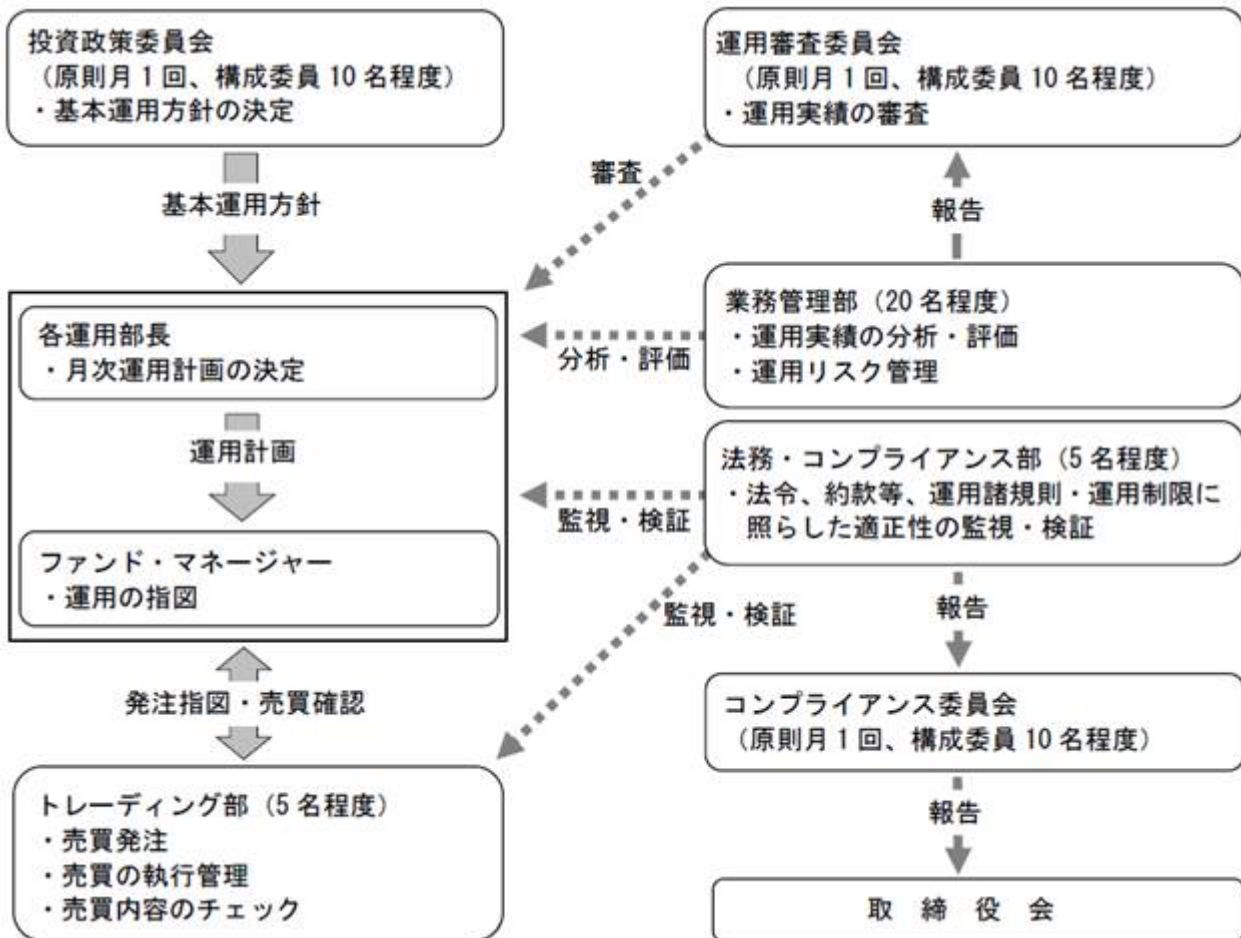 投資政策委員会
（原則月1回、構成委員10名程度）
・基本運用方針の決定
基本運用方針
各運用部長
・月次運用計画の決定
運用計画
ファンド・マネージャー
・運用の指図
発注指図・売買確認
トレーディング部（5名程度）
・売買発注
・売買の執行管理
・売買内容のチェック
運用審査委員会
（原則月1回、構成委員10名程度）
・運用実績の審査
審査
報告
業務管理部（20名程度）
・運用実績の分析・評価
・運用リスク管理
分析・評価
法務・コンプライアンス部（5名程度）
・法令、約款等、運用諸規則・運用制限に
照らした適正性の監視・検証
監視・検証
監視・検証
報告
コンプライアンス委員会
（原則月1回、構成委員10名程度）
報告
取　締　役　会